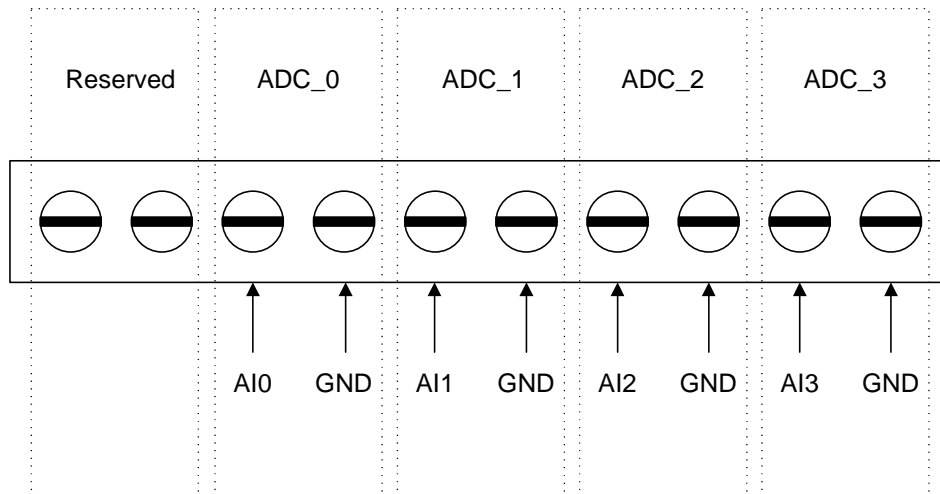 Reserved ADC_0 ADC_1 ADC_2 ADC_3
AI0 GND AI1 GND AI2 GND AI3 GND